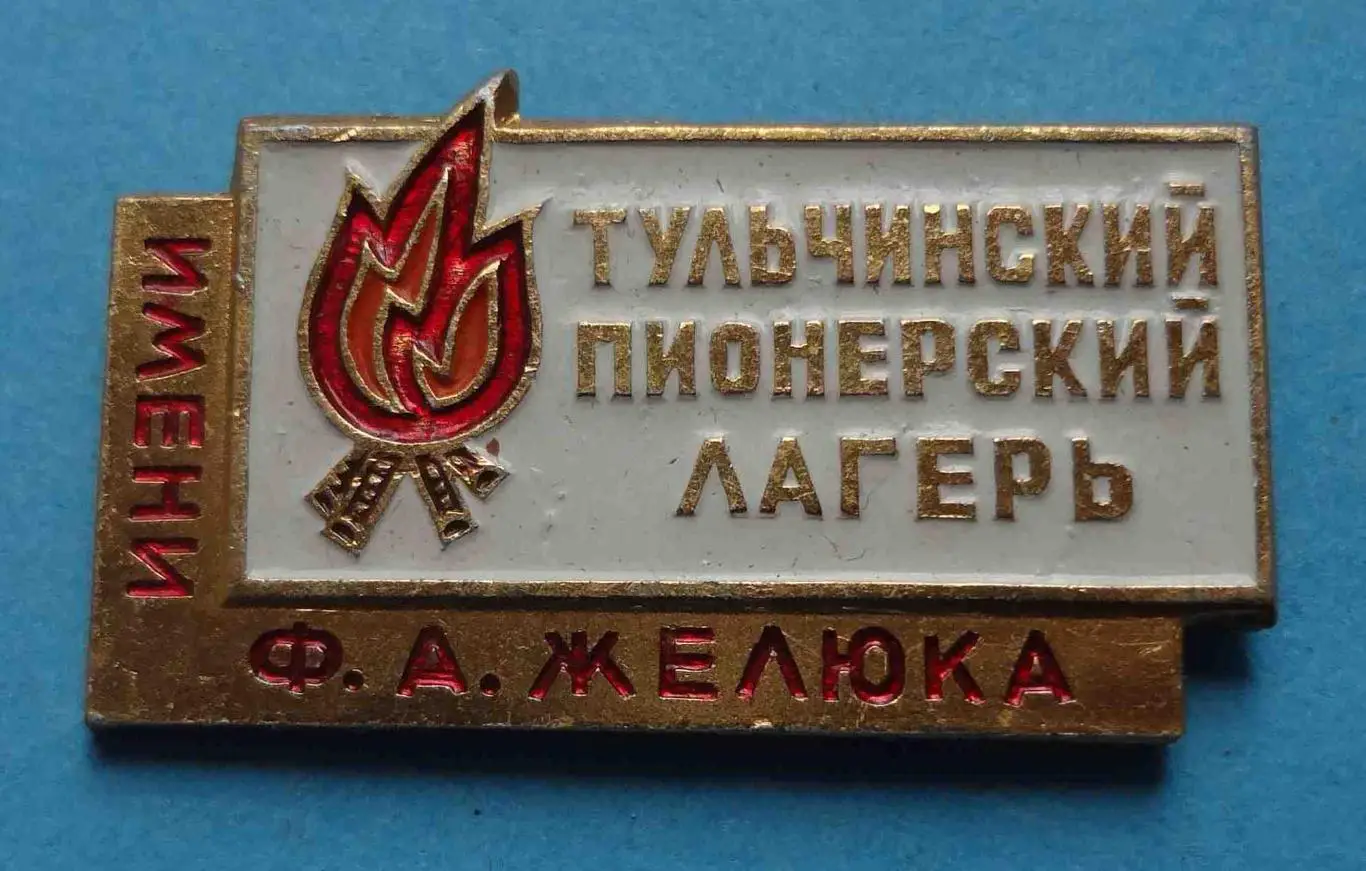 ТУЛЬЧИНСКИЙ
ПИОНЕРСКИЙ
ЛАГЕРЬ
ИМЕНИ
Ф. А. ЖЕЛЮКА